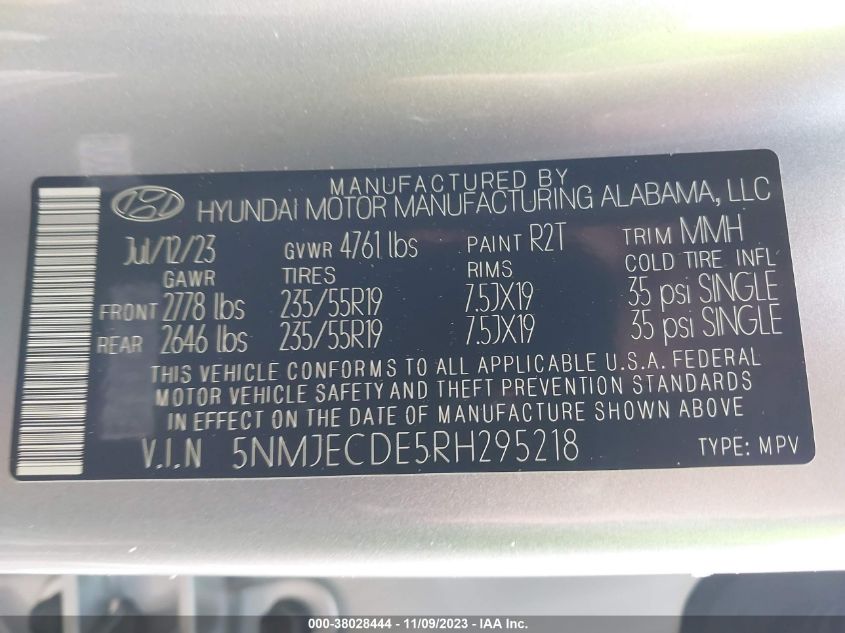 MANUFACTURED BY
HYUNDAI MOTOR MANUFACTURING ALABAMA, LLC
Jul/12/23 GVWR 4761 lbs PAINT R2T TRIM MMH
GAWR TIRES RIMS COLD TIRE INFL
FRONT 2778 lbs 235/55R19 7.5JX19 35 psi SINGLE
REAR 2646 lbs 235/55R19 7.5JX19 35 psi SINGLE
THIS VEHICLE CONFORMS TO ALL APPLICABLE U.S.A. FEDERAL
MOTOR VEHICLE SAFETY AND THEFT PREVENTION STANDARDS
IN EFFECT ON THE DATE OF MANUFACTURE SHOWN ABOVE.
V.I.N 5NMJECDE5RH295218 TYPE: MPV
000-38028444 - 11/09/2023 - IAA Inc.